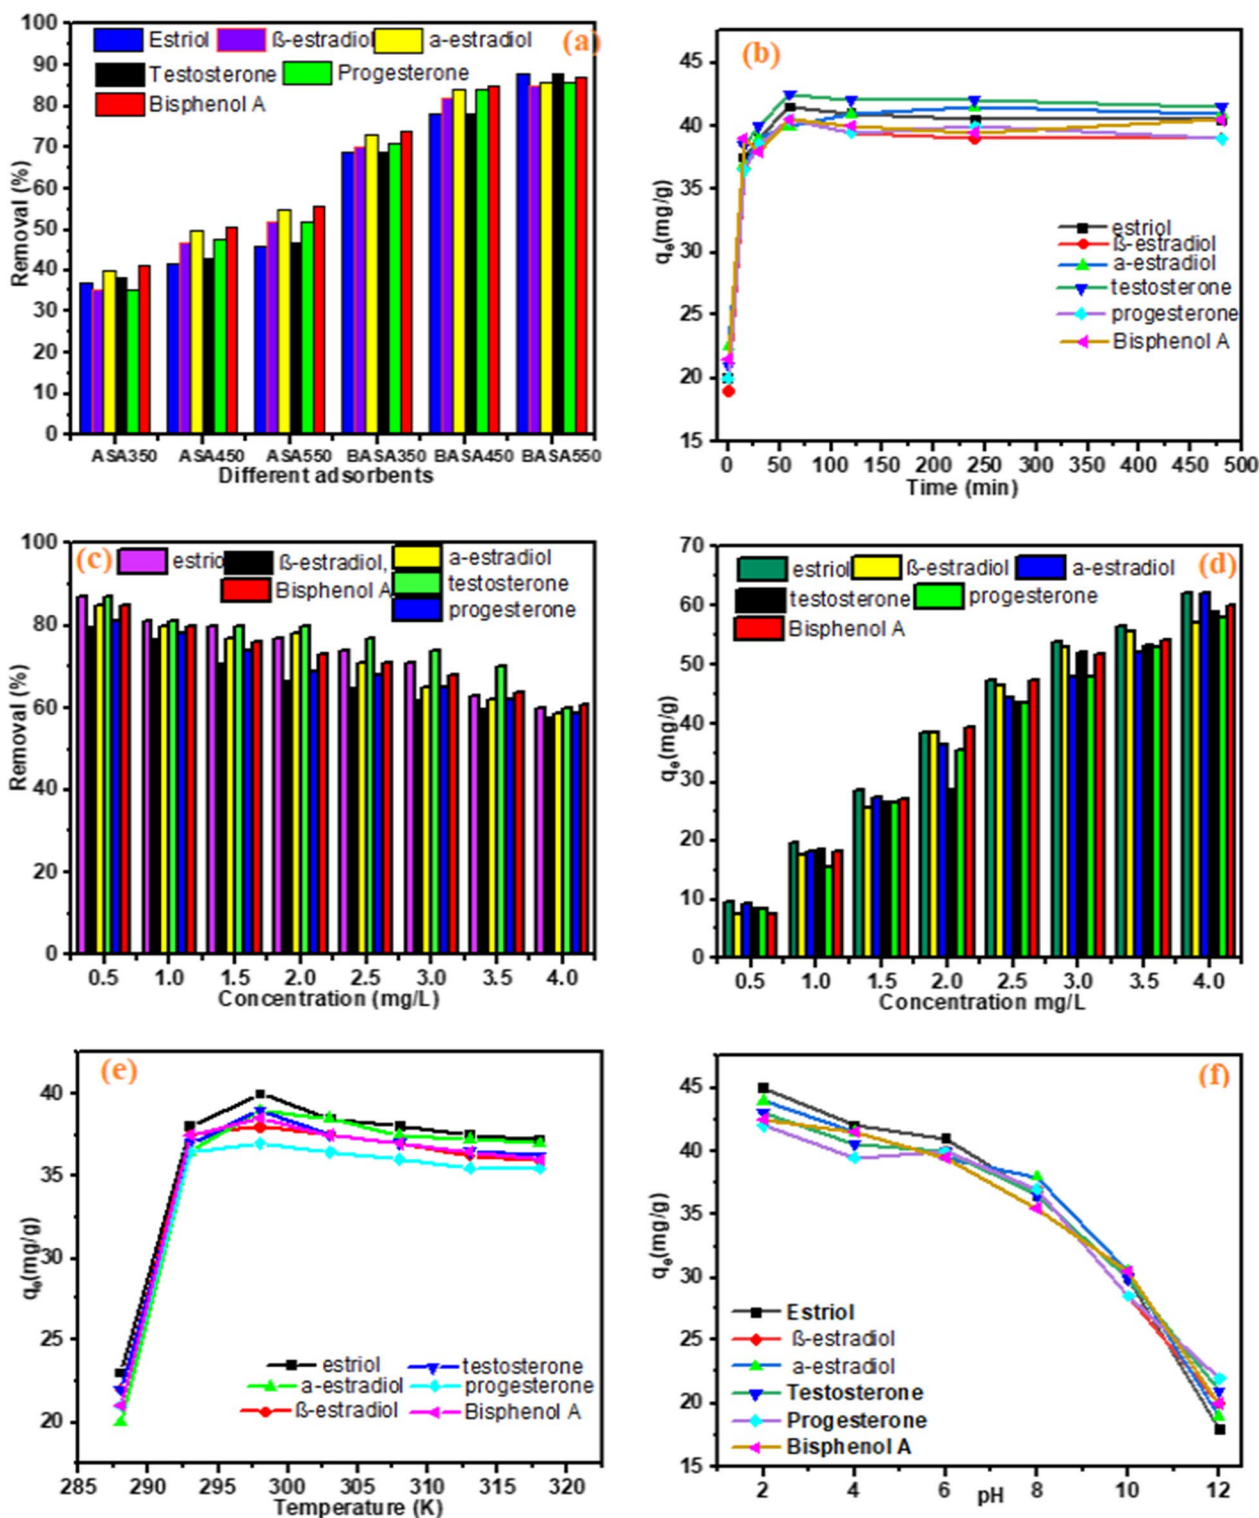 (a)
Estriol ß-estradiol a-estradiol
Testosterone Progesterone
Bisphenol A
Removal (%)
100
90
80
70
60
50
40
30
20
10
0
ASA350 ASA450 ASA550 BASA350 BASA450 BASA550
Different adsorbents
(b)
qe(mg/g)
45
40
35
30
25
20
15
estriol
ß-estradiol
a-estradiol
testosterone
progesterone
Bisphenol A
0 50 100 150 200 250 300 350 400 450 500
Time (min)
(c)
estriol ß-estradiol, a-estradiol
Bisphenol A testosterone
progesterone
Removal (%)
100
80
60
40
20
0
0.5 1.0 1.5 2.0 2.5 3.0 3.5 4.0
Concentration (mg/L)
(d)
estriol ß-estradiol a-estradiol
testosterone progesterone
Bisphenol A
qe(mg/g)
70
60
50
40
30
20
10
0
0.5 1.0 1.5 2.0 2.5 3.0 3.5 4.0
Concentration mg/L
(e)
qe(mg/g)
40
35
30
25
20
estriol testosterone
a-estradiol progesterone
ß-estradiol Bisphenol A
285 290 295 300 305 310 315 320
Temperature (K)
(f)
qe(mg/g)
45
40
35
30
25
20
15
Estriol
ß-estradiol
a-estradiol
Testosterone
Progesterone
Bisphenol A
2 4 6 8 10 12
pH